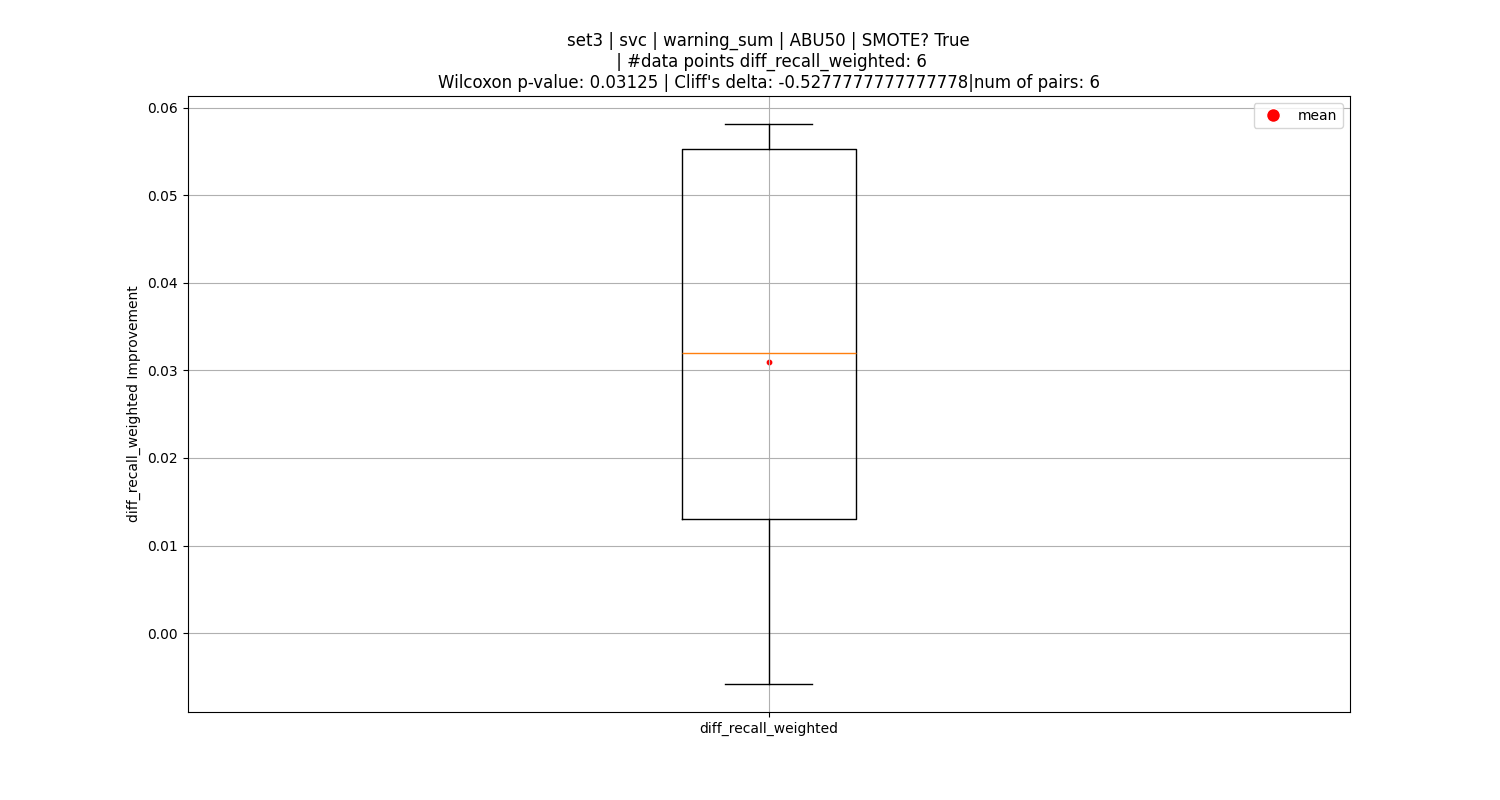 set3 | svc | warning_sum | ABU50 | SMOTE? True
| #data points diff_recall_weighted: 6
Wilcoxon p-value: 0.03125 | Cliff's delta: -0.5277777777777778|num of pairs: 6
mean
0.06
0.05
0.04
0.03
0.02
0.01
0.00
diff_recall_weighted Improvement
diff_recall_weighted